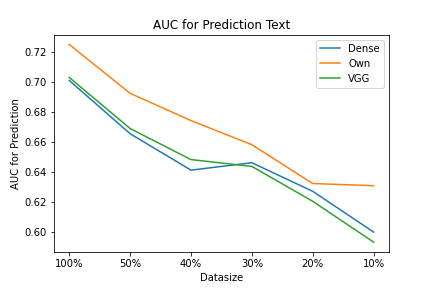 AUC for Prediction Text
Dense
Own
VGG
AUC for Prediction
0.72
0.70
0.68
0.66
0.64
0.62
0.60
100%
50%
40%
30%
20%
10%
Datasize